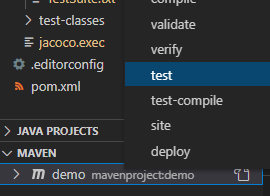 TestSuite.txt
test-classes
jacoco.exec
.editorconfig
pom.xml
JAVA PROJECTS
MAVEN
demo mavenproject:demo
compile
validate
verify
test
test-compile
site
deploy